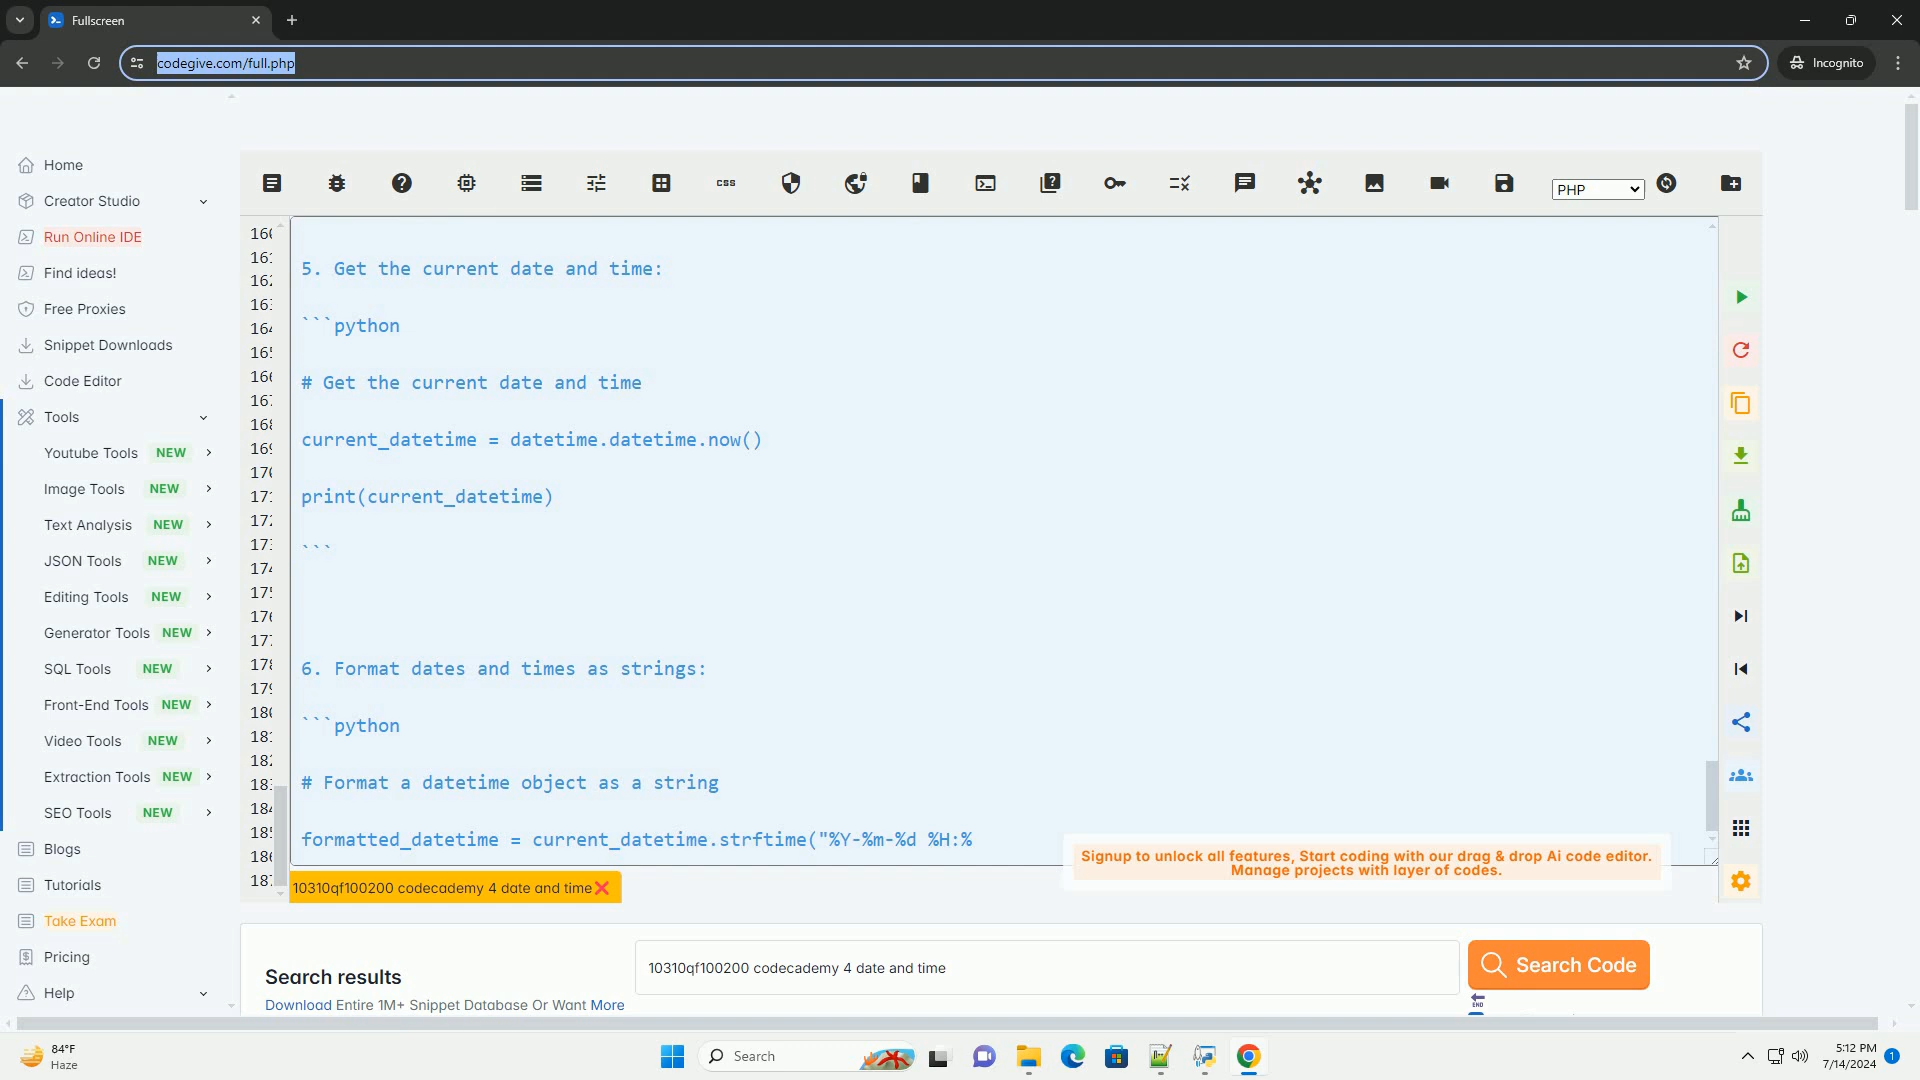 Fullscreen
codegive.com/full.php
Incognito
Home
Creator Studio
Run Online IDE
Find ideas!
Free Proxies
Snippet Downloads
Code Editor
Tools
Youtube Tools NEW
Image Tools NEW
Text Analysis NEW
JSON Tools NEW
Editing Tools NEW
Generator Tools NEW
SQL Tools NEW
Front-End Tools NEW
Video Tools NEW
Extraction Tools NEW
SEO Tools NEW
Blogs
Tutorials
Take Exam
Pricing
Help
css
PHP
5. Get the current date and time:
```python
# Get the current date and time
current_datetime = datetime.datetime.now()
print(current_datetime)
```
6. Format dates and times as strings:
```python
# Format a datetime object as a string
formatted_datetime = current_datetime.strftime("%Y-%m-%d %H:%
Signup to unlock all features, Start coding with our drag & drop Ai code editor.
Manage projects with layer of codes.
10310qf100200 codecademy 4 date and time
Search results
Download Entire 1M+ Snippet Database Or Want More
10310qf100200 codecademy 4 date and time
Search Code
END
84°F
Haze
Search
5:12 PM
7/14/2024
1